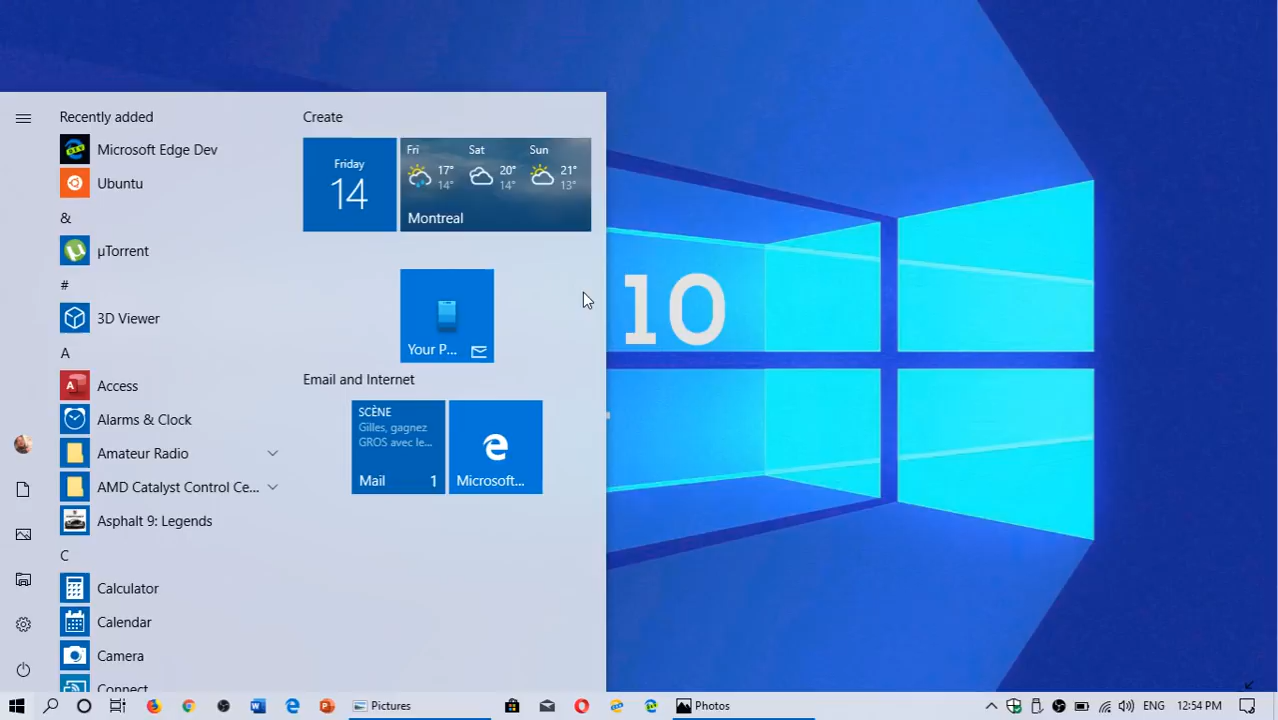 Recently added
Microsoft Edge Dev
Ubuntu
&
µTorrent
#
3D Viewer
A
Access
Alarms & Clock
Amateur Radio
AMD Catalyst Control Ce...
Asphalt 9: Legends
C
Calculator
Calendar
Camera
Connect
Create
Friday
14
Fri Sat Sun
17° 20° 21°
14° 14° 13°
Montreal
Your P...
Email and Internet
SCÈNE
Gilles, gagnez
GROS avec le...
Mail 1
Microsoft...
10
Pictures
Photos
ENG
12:54 PM